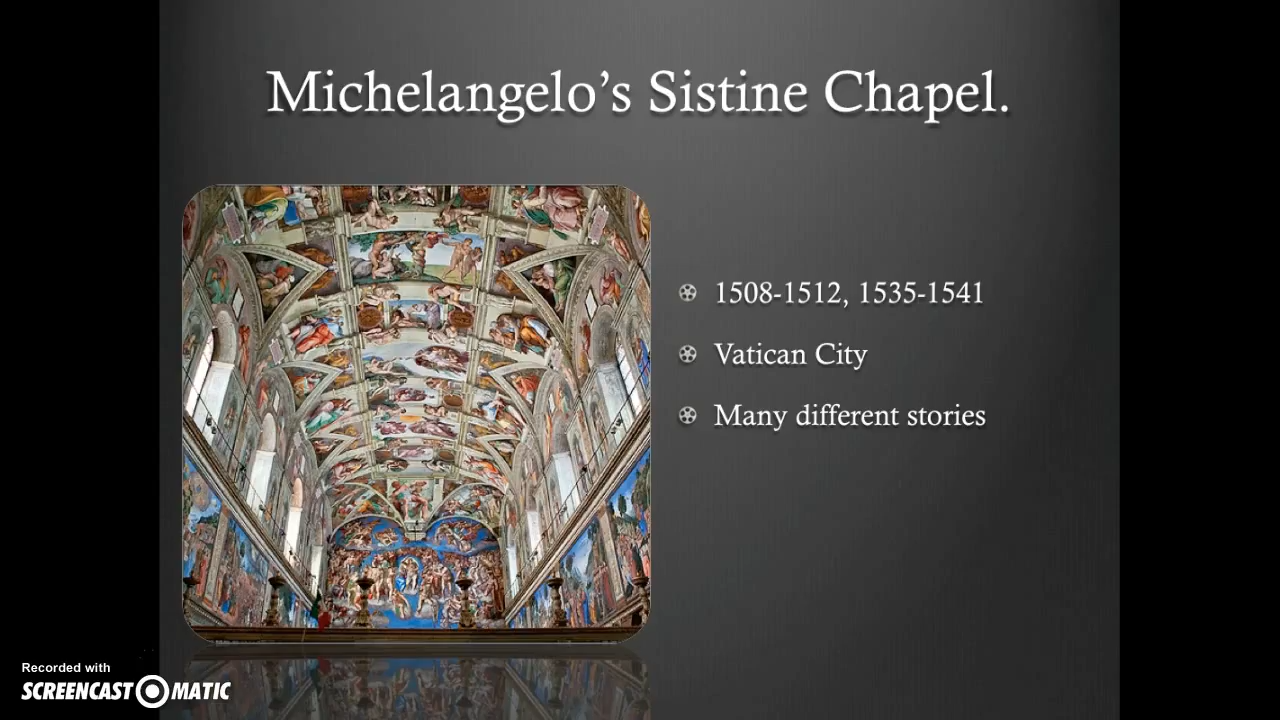 Michelangelo’s Sistine Chapel.
1508-1512, 1535-1541
Vatican City
Many different stories
Recorded with
SCREENCAST MATIC